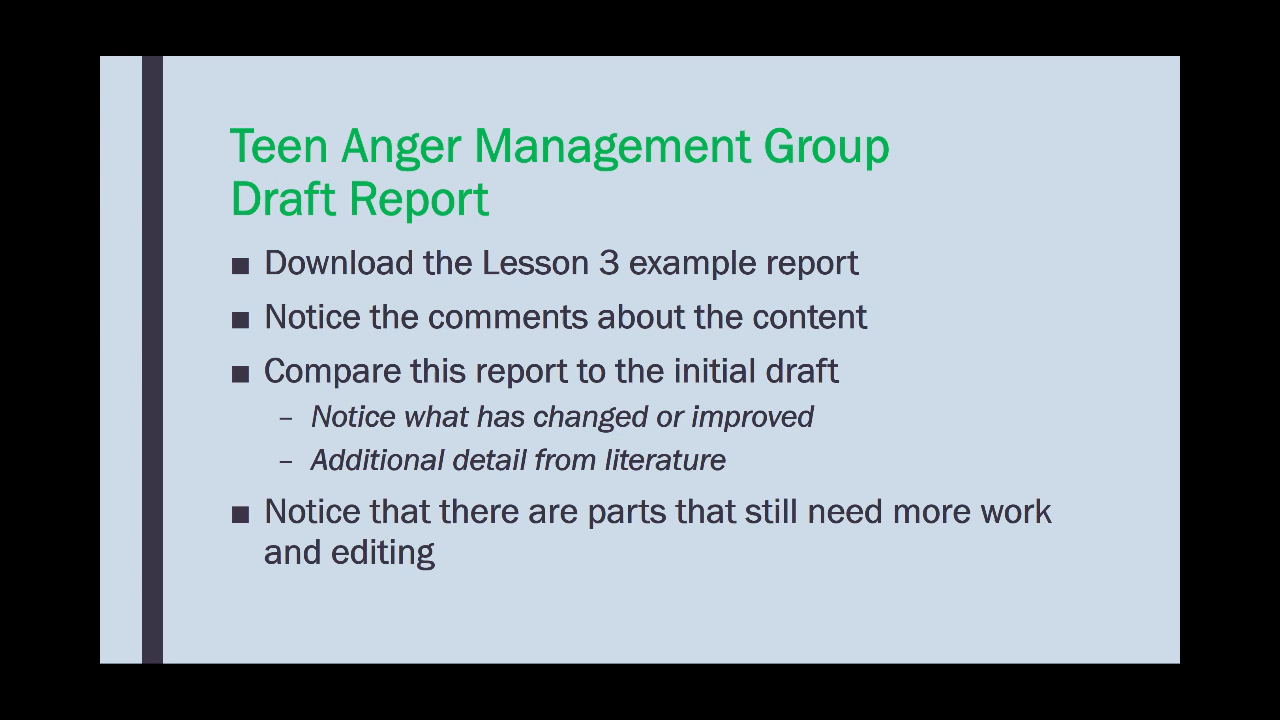 Teen Anger Management Group
Draft Report
■ Download the Lesson 3 example report
■ Notice the comments about the content
■ Compare this report to the initial draft
– Notice what has changed or improved
– Additional detail from literature
■ Notice that there are parts that still need more work
and editing